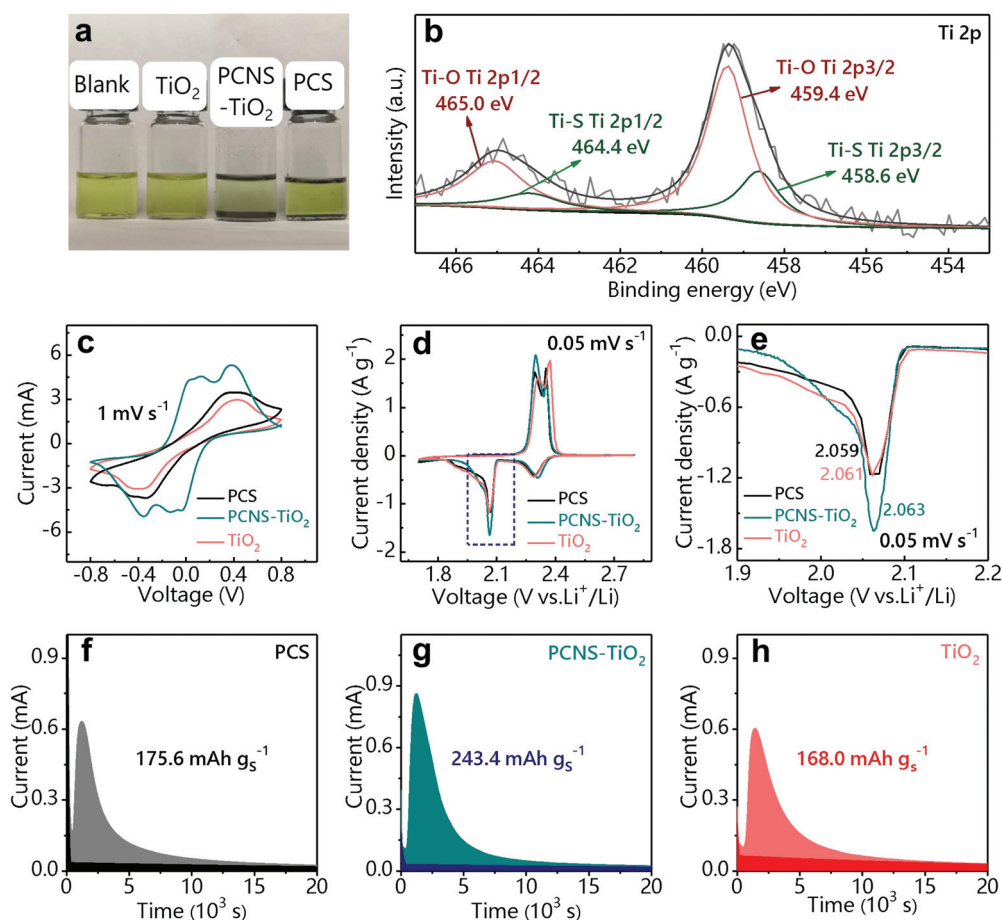 a
Blank
TiO₂
PCNS
-TiO₂
PCS
b
Ti 2p
Ti-O Ti 2p1/2
465.0 eV
Ti-S Ti 2p1/2
464.4 eV
Ti-O Ti 2p3/2
459.4 eV
Ti-S Ti 2p3/2
458.6 eV
Intensity (a.u.)
466 464 462 460 458 456 454
Binding energy (eV)
c
1 mV s⁻¹
6
3
0
-3
-6
Current (mA)
PCS
PCNS-TiO₂
TiO₂
-0.8 -0.4 0.0 0.4 0.8
Voltage (V)
d
0.05 mV s⁻¹
2
1
0
-1
-2
Current density (A g⁻¹)
PCS
PCNS-TiO₂
TiO₂
1.8 2.1 2.4 2.7
Voltage (V vs.Li⁺/Li)
e
0.0
-0.6
-1.2
-1.8
Current density (A g⁻¹)
2.059
2.061
2.063
PCS
PCNS-TiO₂
TiO₂
0.05 mV s⁻¹
1.9 2.0 2.1 2.2
Voltage (V vs.Li⁺/Li)
f
PCS
0.9
0.6
0.3
0.0
Current (mA)
175.6 mAh gₛ⁻¹
0 5 10 15 20
Time (10³ s)
g
PCNS-TiO₂
0.9
0.6
0.3
0.0
Current (mA)
243.4 mAh gₛ⁻¹
0 5 10 15 20
Time (10³ s)
h
TiO₂
0.9
0.6
0.3
0.0
Current (mA)
168.0 mAh gₛ⁻¹
0 5 10 15 20
Time (10³ s)